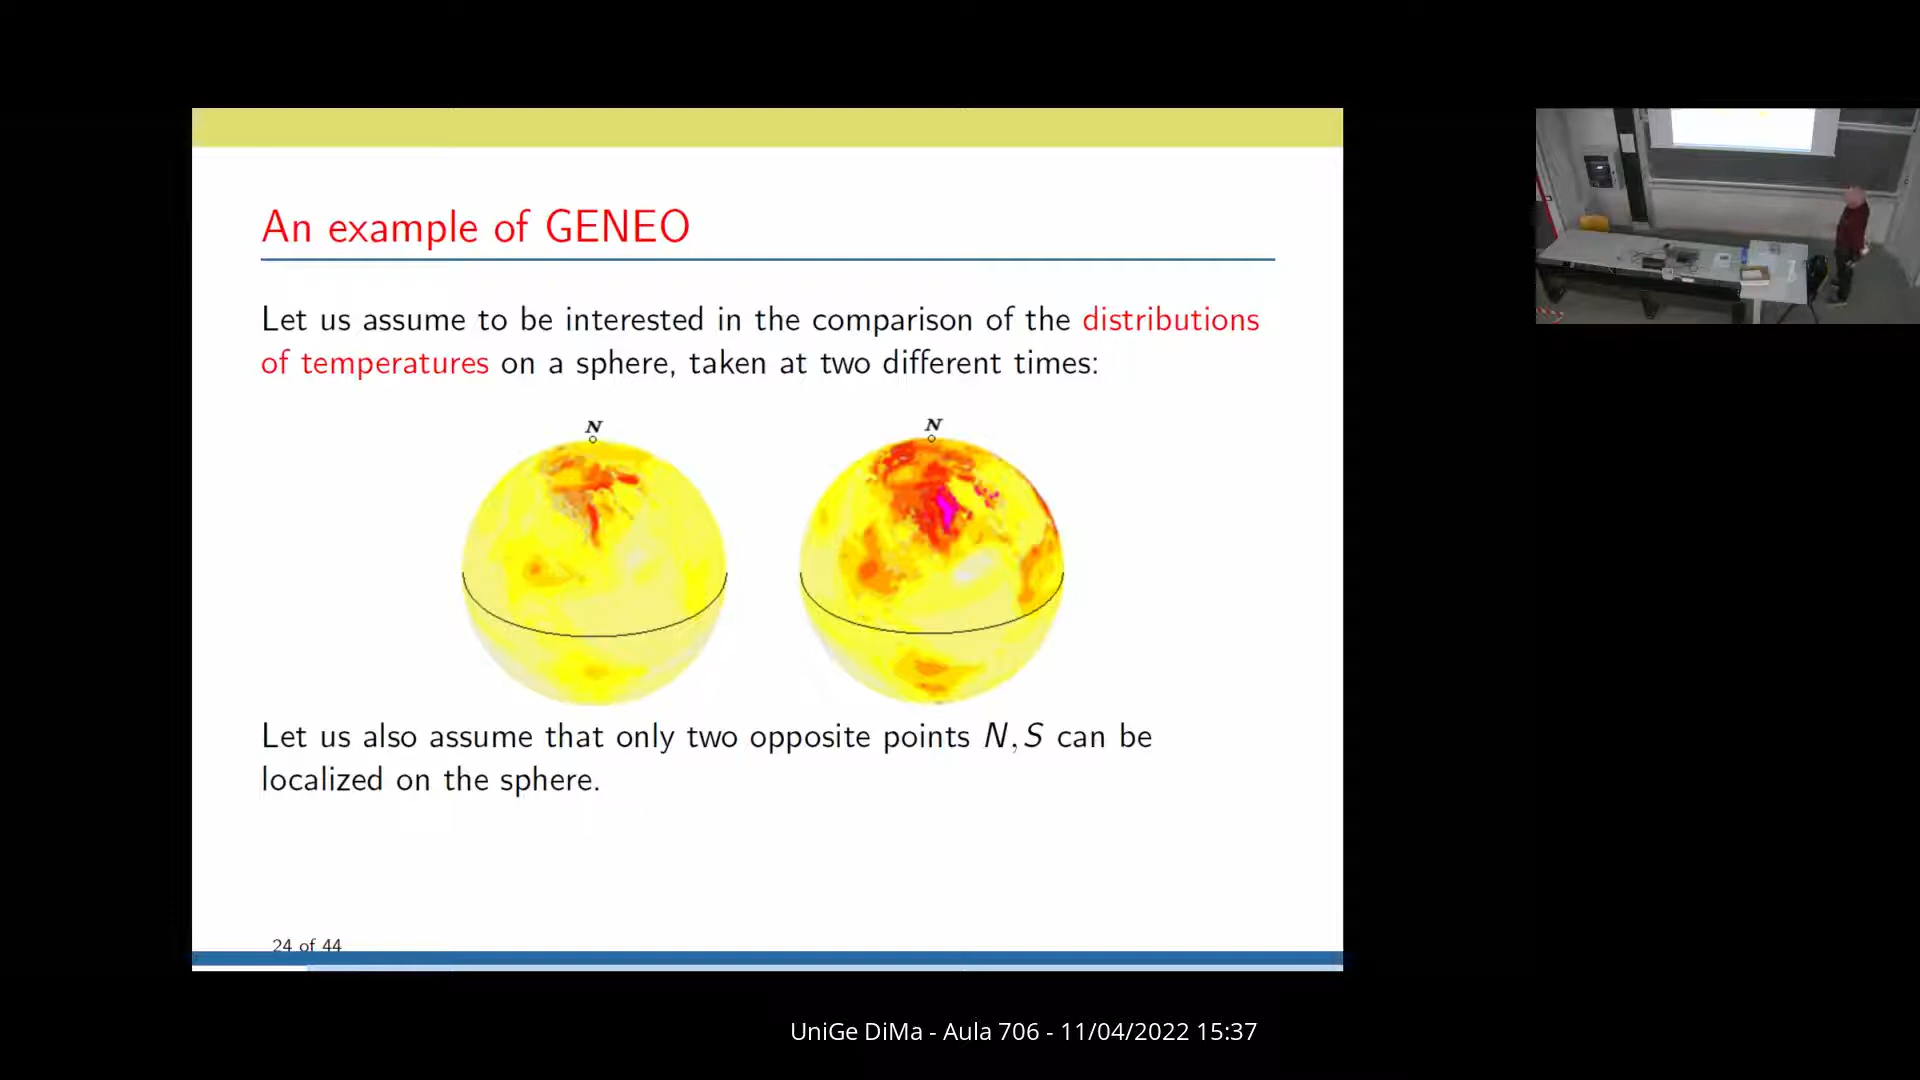 An example of GENEO
Let us assume to be interested in the comparison of the distributions
of temperatures on a sphere, taken at two different times:
N
N
Let us also assume that only two opposite points N, S can be
localized on the sphere.
24 of 44
UniGe DiMa - Aula 706 - 11/04/2022 15:37